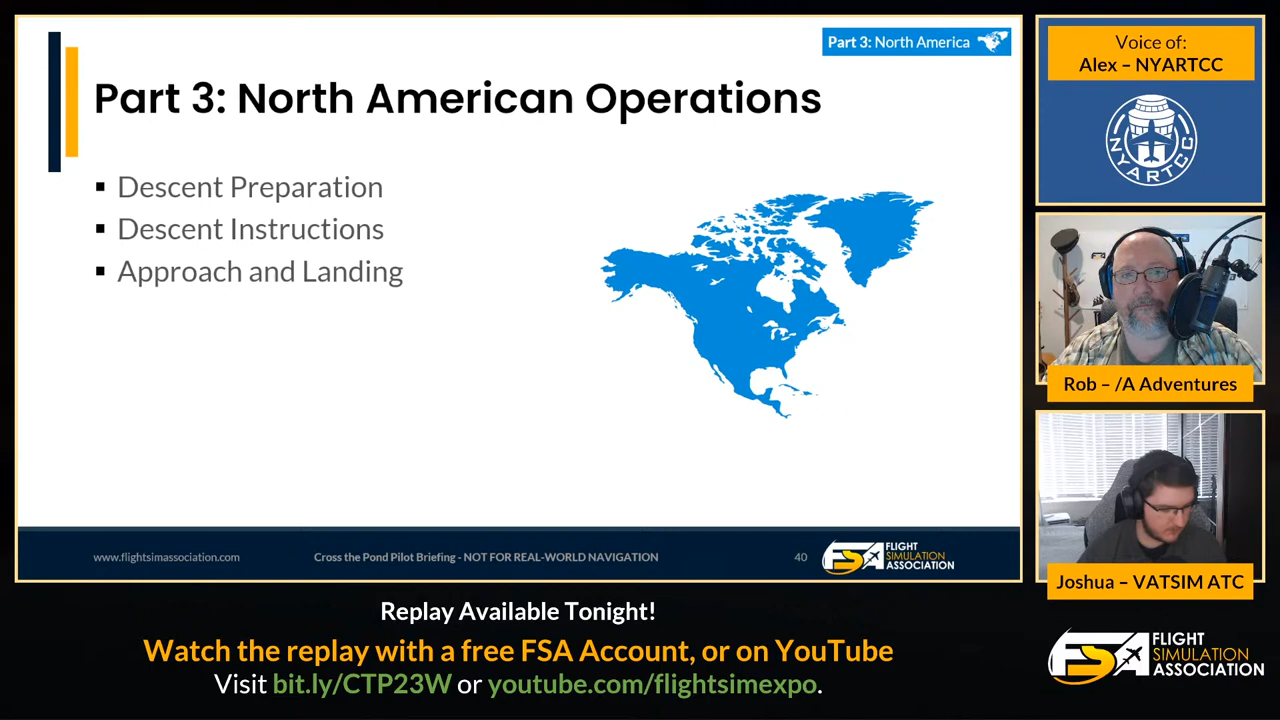 Part 3: North America
Part 3: North American Operations
▪ Descent Preparation
▪ Descent Instructions
▪ Approach and Landing
www.flightsimassociation.com
Cross the Pond Pilot Briefing - NOT FOR REAL-WORLD NAVIGATION
40
FSA
FLIGHT
SIMULATION
ASSOCIATION
Voice of:
Alex – NYARTCC
NYARTCC
Rob – /A Adventures
Joshua – VATSIM ATC
Replay Available Tonight!
Watch the replay with a free FSA Account, or on YouTube
Visit bit.ly/CTP23W or youtube.com/flightsimexpo.
FSA
FLIGHT
SIMULATION
ASSOCIATION